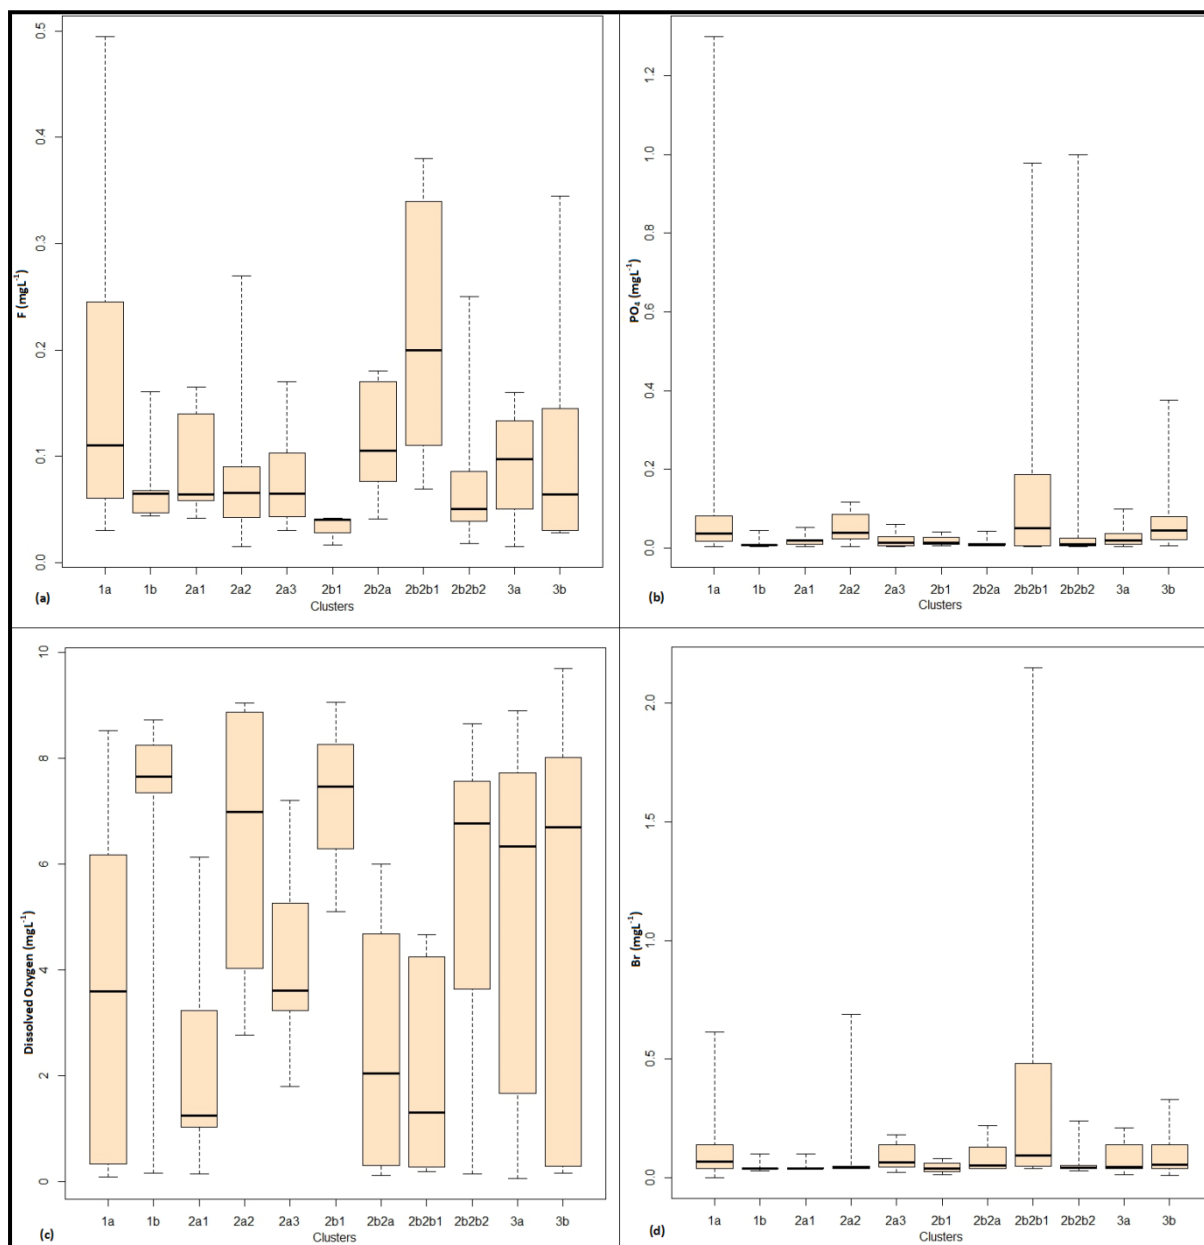 F (mgL⁻¹)
0.5
0.4
0.3
0.2
0.1
0.0
1a 1b 2a1 2a2 2a3 2b1 2b2a 2b2b1 2b2b2 3a 3b
Clusters
(a)
PO₄ (mgL⁻¹)
1.2
1.0
0.8
0.6
0.4
0.2
0.0
1a 1b 2a1 2a2 2a3 2b1 2b2a 2b2b1 2b2b2 3a 3b
Clusters
(b)
Dissolved Oxygen (mgL⁻¹)
10
8
6
4
2
0
1a 1b 2a1 2a2 2a3 2b1 2b2a 2b2b1 2b2b2 3a 3b
Clusters
(c)
Br (mgL⁻¹)
2.0
1.5
1.0
0.5
0.0
1a 1b 2a1 2a2 2a3 2b1 2b2a 2b2b1 2b2b2 3a 3b
Clusters
(d)